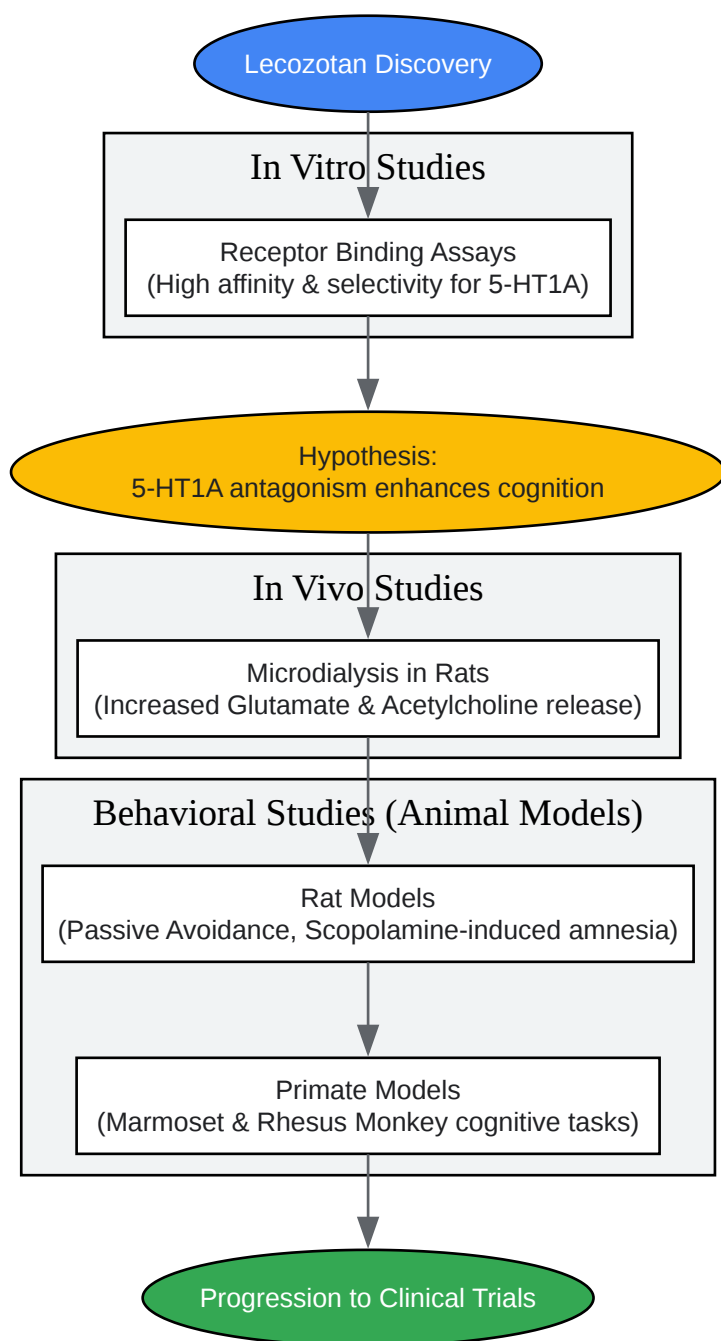 Lecozotan Discovery
In Vitro Studies
Receptor Binding Assays
(High affinity & selectivity for 5-HT1A)
Hypothesis:
5-HT1A antagonism enhances cognition
In Vivo Studies
Microdialysis in Rats
(Increased Glutamate & Acetylcholine release)
Behavioral Studies (Animal Models)
Rat Models
(Passive Avoidance, Scopolamine-induced amnesia)
Primate Models
(Marmoset & Rhesus Monkey cognitive tasks)
Progression to Clinical Trials